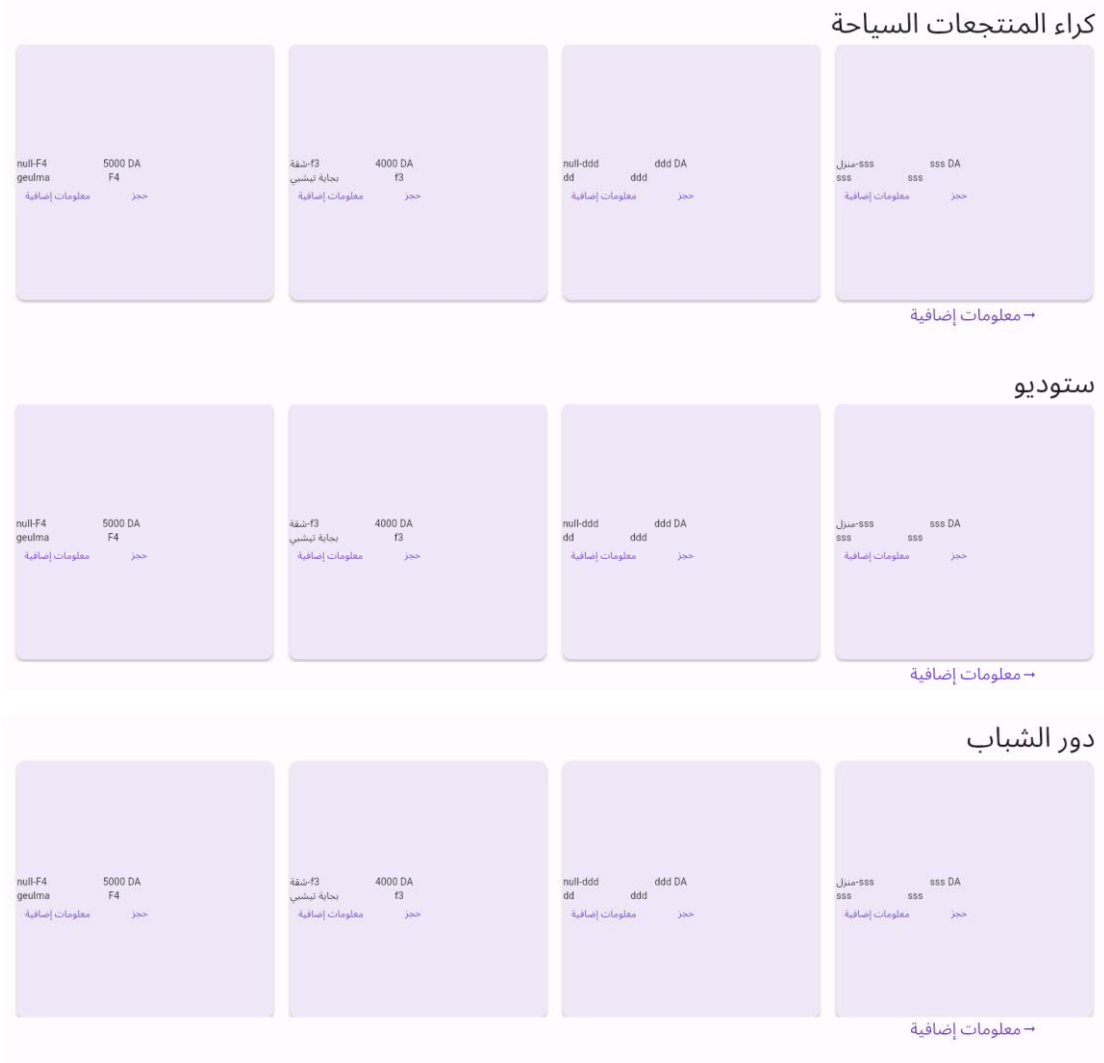 كراء المنتجعات السياحة
null-F4 5000 DA
geulma F4
معلومات إضافية حجز
شقة-f3 4000 DA
بجاية تيشي f3
معلومات إضافية حجز
null-ddd ddd DA
dd ddd
معلومات إضافية حجز
منزل-sss sss DA
sss sss
معلومات إضافية حجز
→ معلومات إضافية
ستوديو
null-F4 5000 DA
geulma F4
معلومات إضافية حجز
شقة-f3 4000 DA
بجاية تيشي f3
معلومات إضافية حجز
null-ddd ddd DA
dd ddd
معلومات إضافية حجز
منزل-sss sss DA
sss sss
معلومات إضافية حجز
→ معلومات إضافية
دور الشباب
null-F4 5000 DA
geulma F4
معلومات إضافية حجز
شقة-f3 4000 DA
بجاية تيشي f3
معلومات إضافية حجز
null-ddd ddd DA
dd ddd
معلومات إضافية حجز
منزل-sss sss DA
sss sss
معلومات إضافية حجز
→ معلومات إضافية